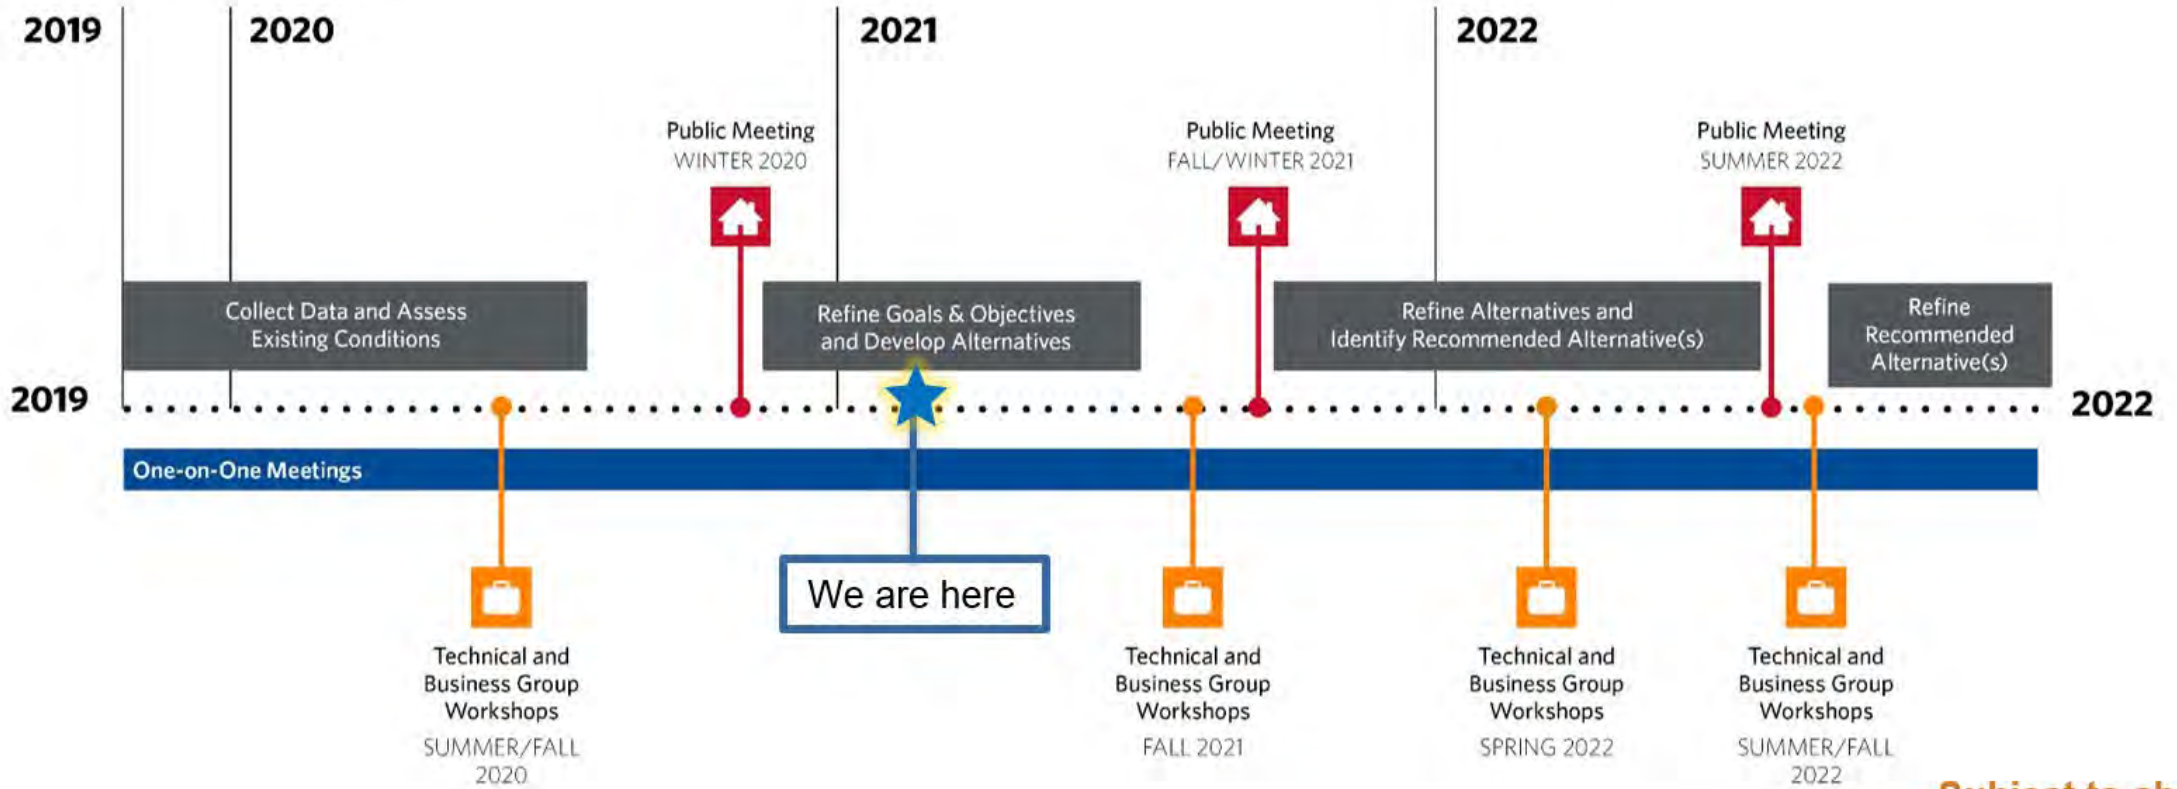 2019
2020
2021
2022
Public Meeting
WINTER 2020
Public Meeting
FALL/WINTER 2021
Public Meeting
SUMMER 2022
Collect Data and Assess
Existing Conditions
Refine Goals & Objectives
and Develop Alternatives
Refine Alternatives and
Identify Recommended Alternative(s)
Refine
Recommended
Alternative(s)
2019
2022
One-on-One Meetings
We are here
Technical and
Business Group
Workshops
SUMMER/FALL
2020
Technical and
Business Group
Workshops
FALL 2021
Technical and
Business Group
Workshops
SPRING 2022
Technical and
Business Group
Workshops
SUMMER/FALL
2022
Subject to